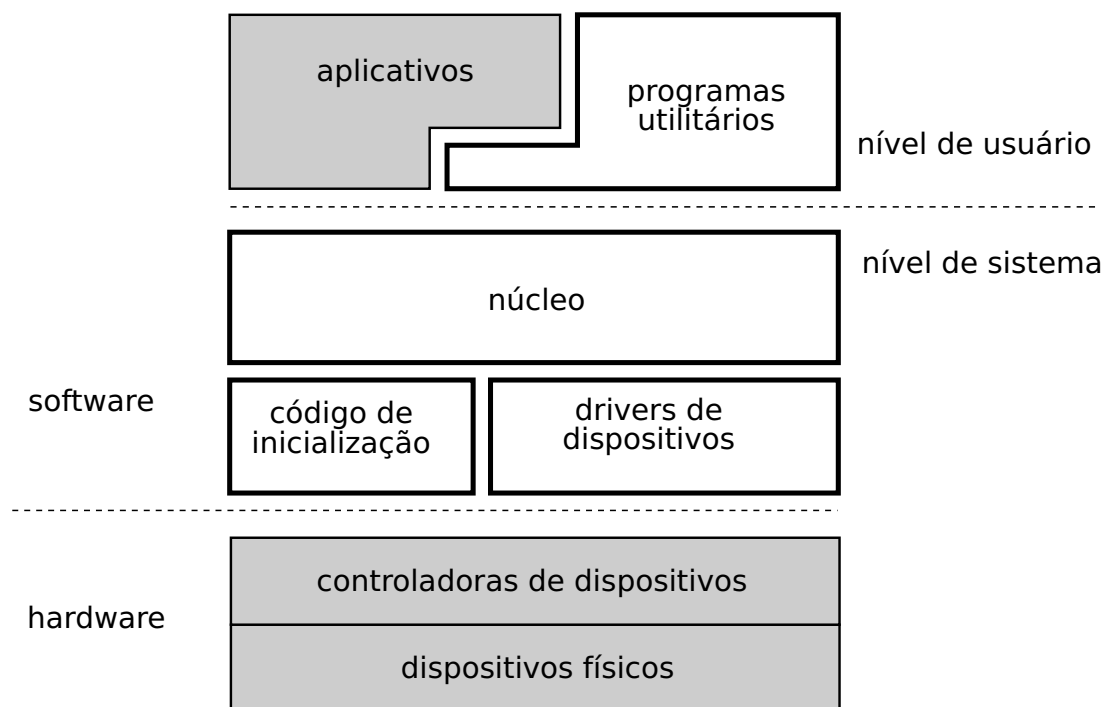 aplicativos
programas
utilitários
nível de usuário
nível de sistema
núcleo
software
código de
inicialização
drivers de
dispositivos
controladoras de dispositivos
hardware
dispositivos físicos